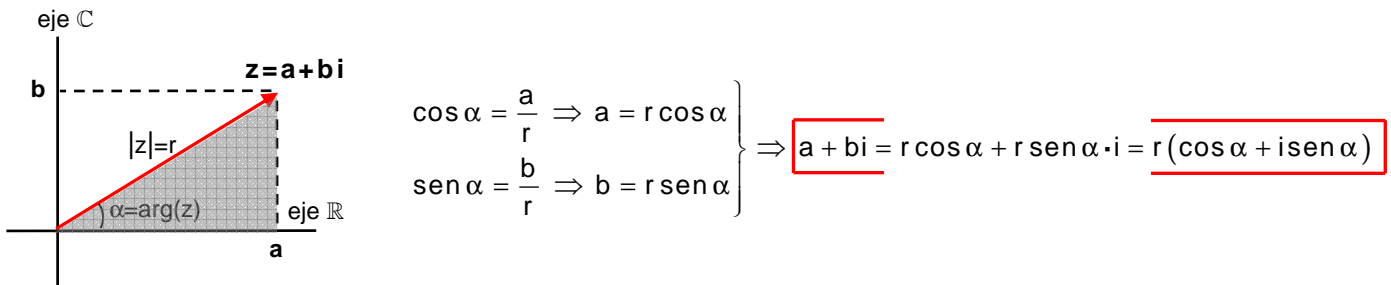 eje ℂ
z=a+bi
b
|z|=r
α=arg(z)
eje ℝ
a
cos α = a/r ⇒ a = r cos α
sen α = b/r ⇒ b = r sen α
} ⇒ a + bi = r cos α + r sen α · i = r (cos α + i sen α)